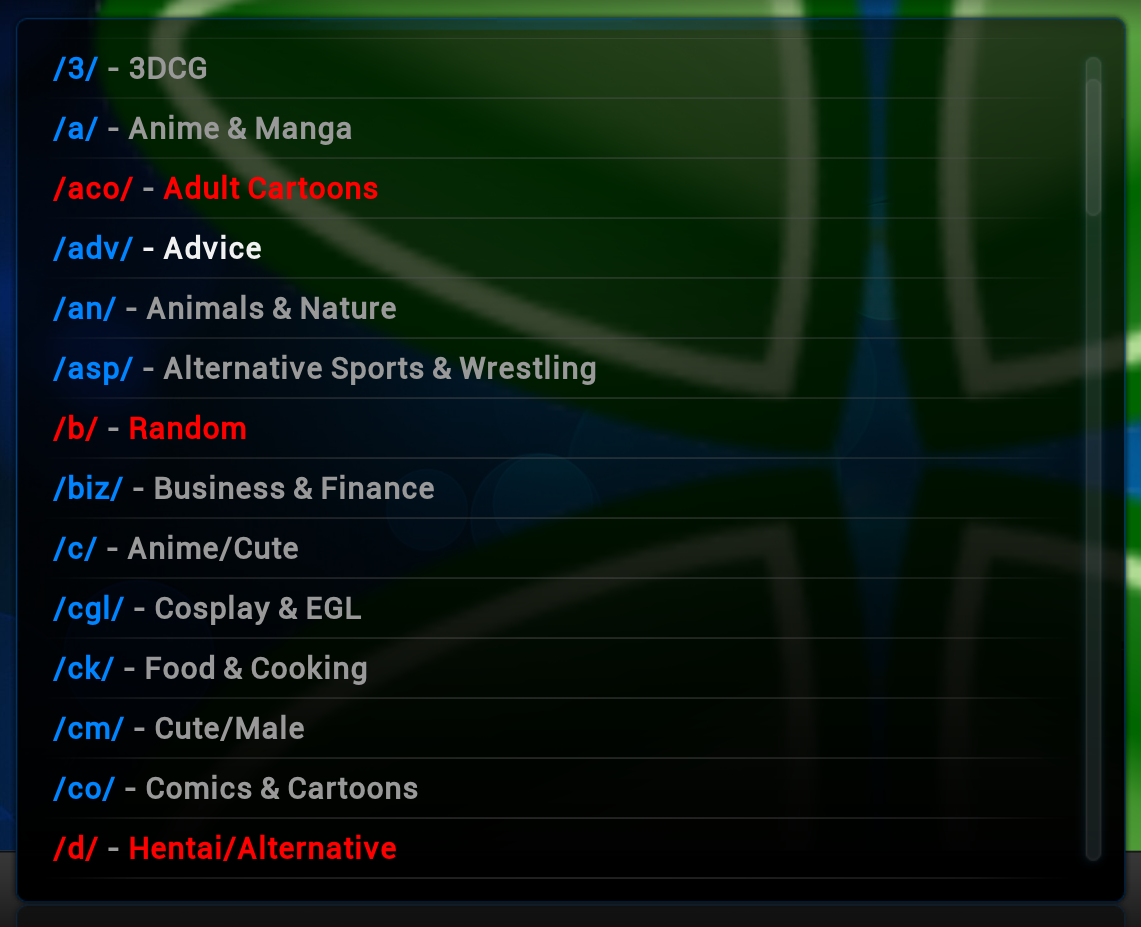 /3/ - 3DCG
/a/ - Anime & Manga
/aco/ - Adult Cartoons
/adv/ - Advice
/an/ - Animals & Nature
/asp/ - Alternative Sports & Wrestling
/b/ - Random
/biz/ - Business & Finance
/c/ - Anime/Cute
/cgl/ - Cosplay & EGL
/ck/ - Food & Cooking
/cm/ - Cute/Male
/co/ - Comics & Cartoons
/d/ - Hentai/Alternative